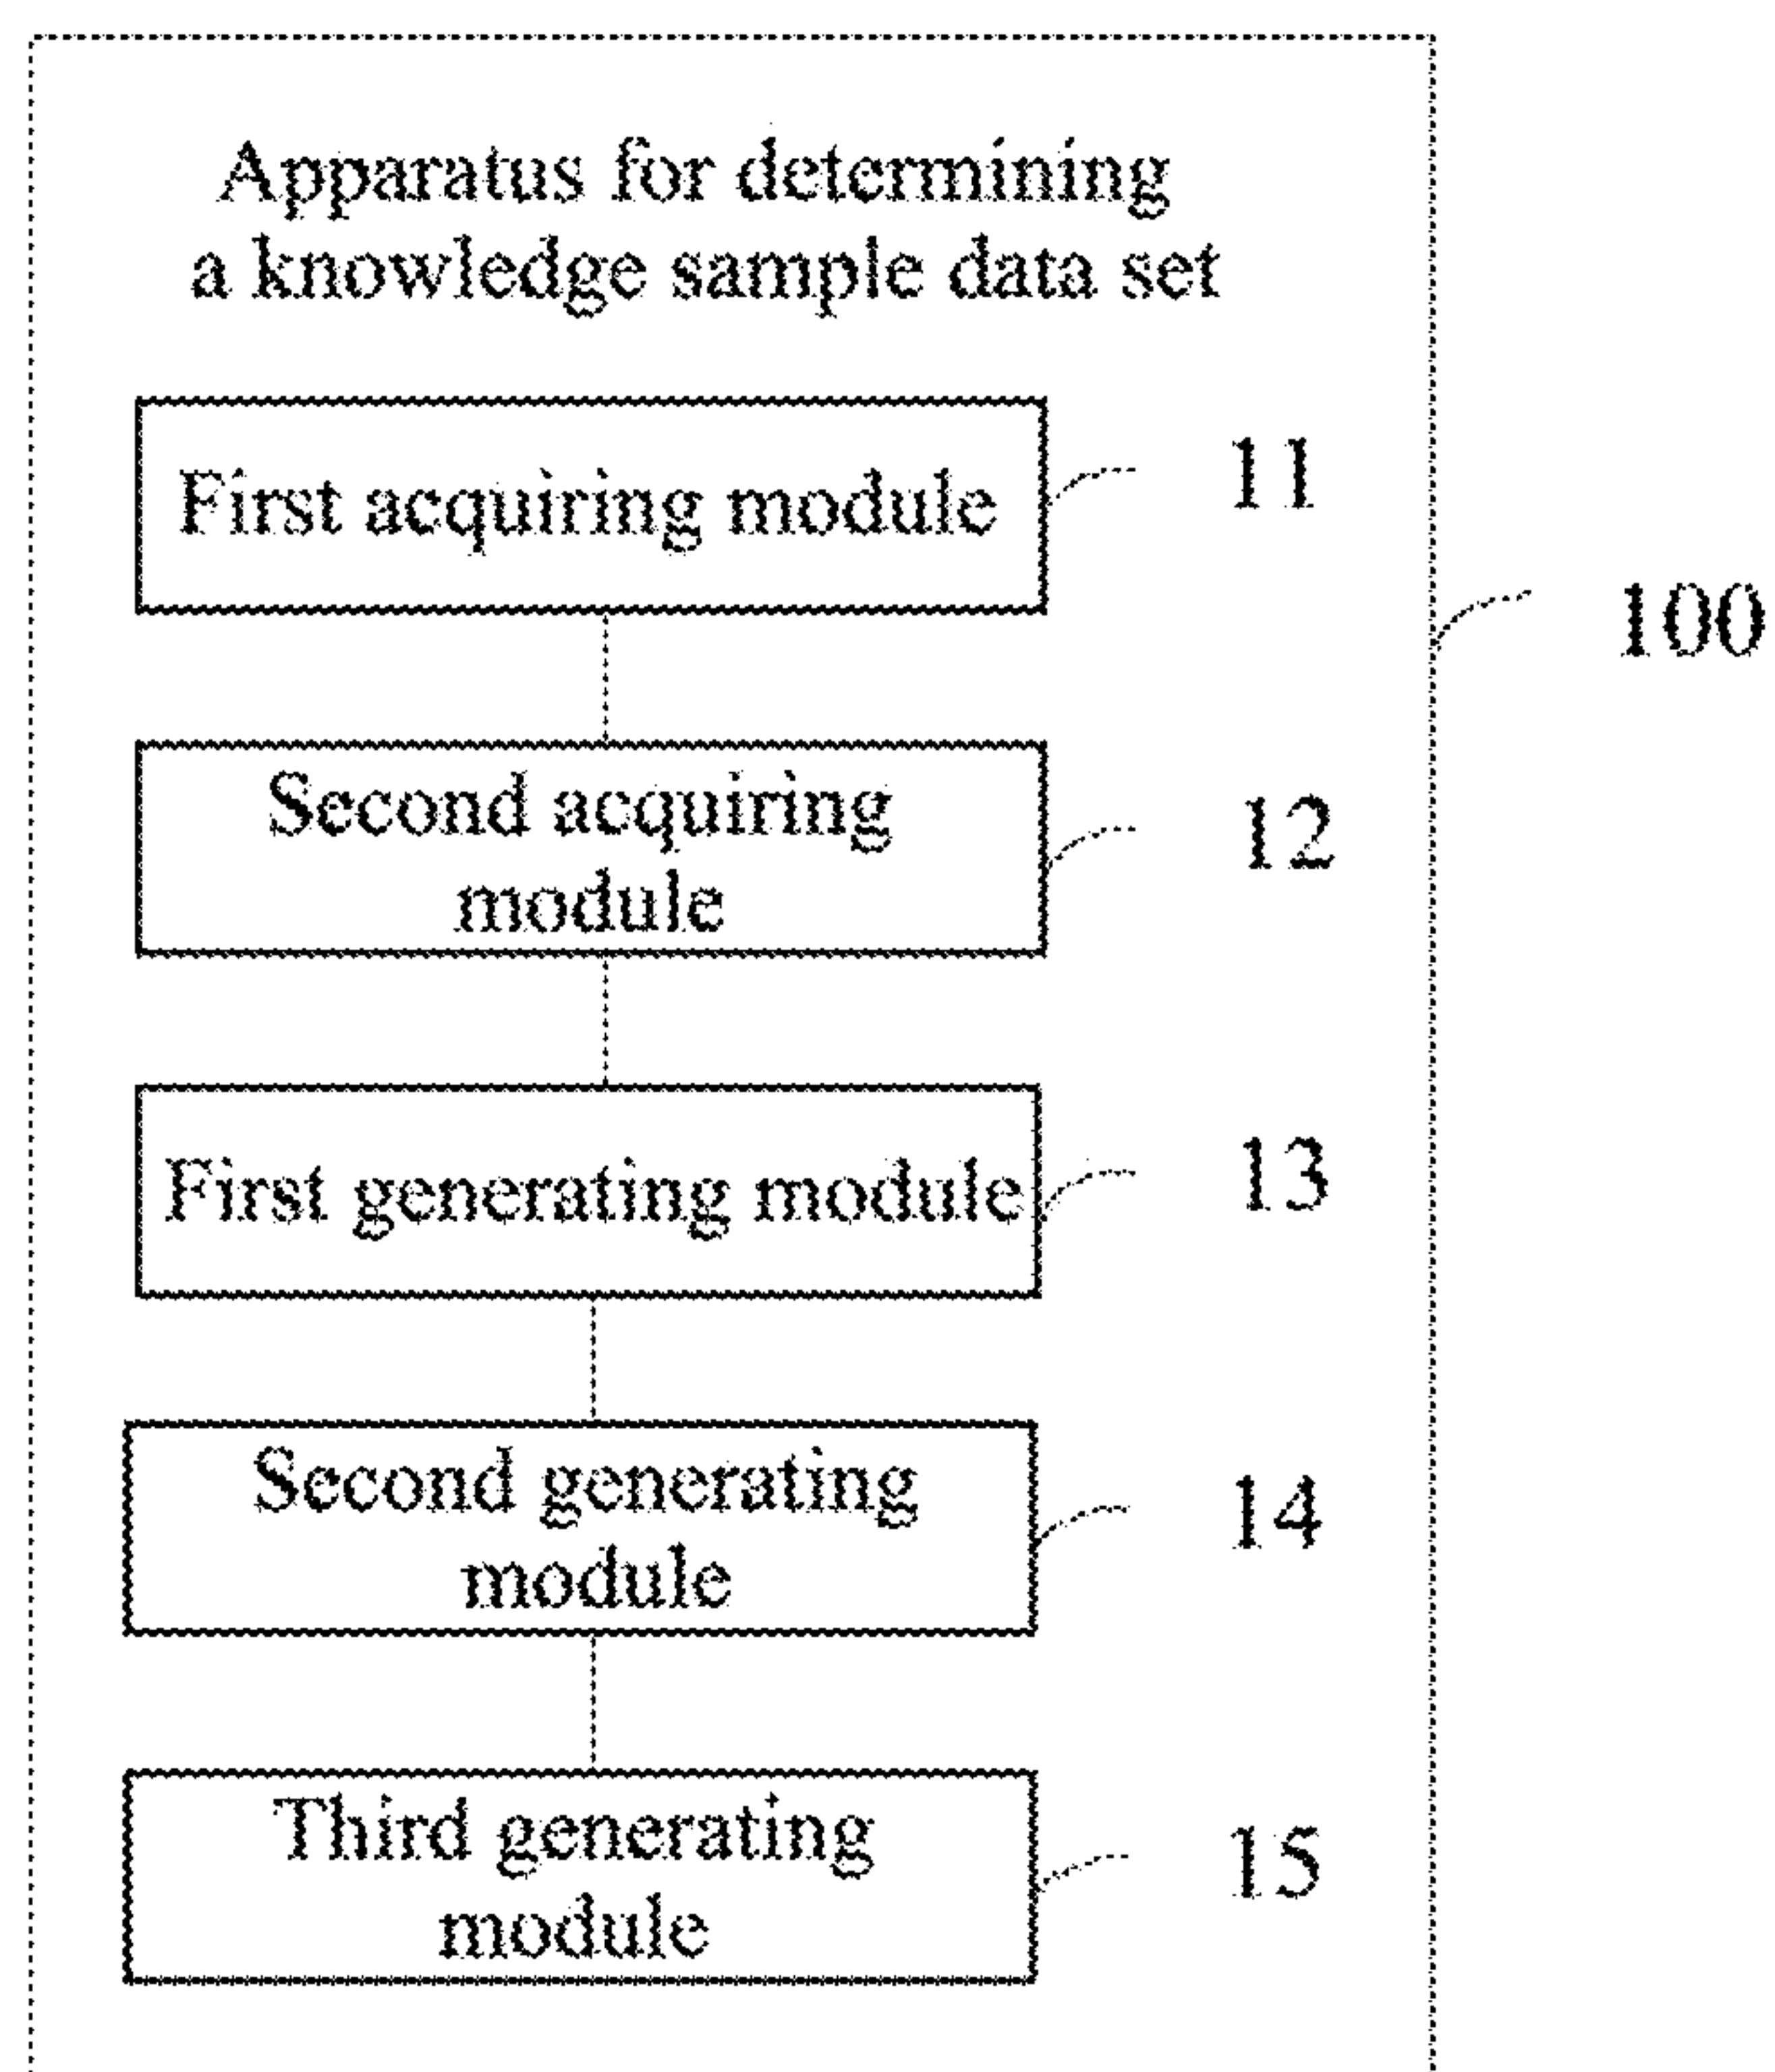 Apparatus for determining
a knowledge sample data set
First acquiring module
11
100
Second acquiring
module
12
First generating module
13
Second generating
module
14
Third generating
module
15